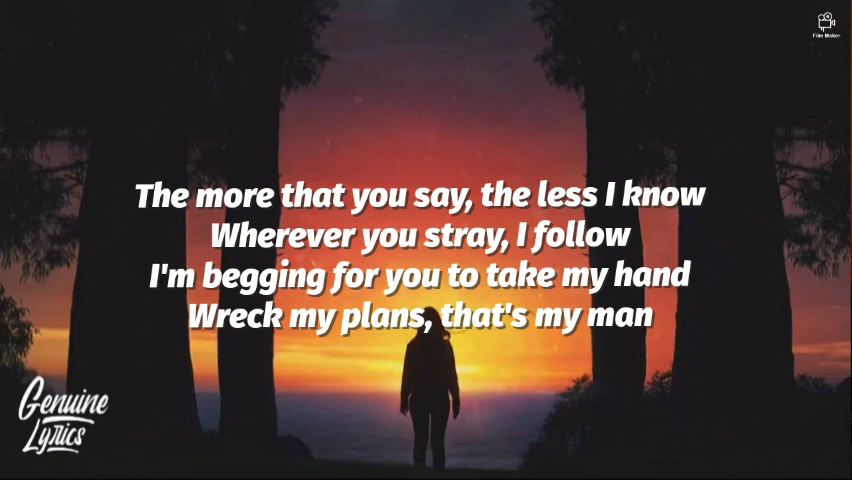 Film Maker
The more that you say, the less I know
Wherever you stray, I follow
I'm begging for you to take my hand
Wreck my plans, that's my man
Genuine
Lyrics